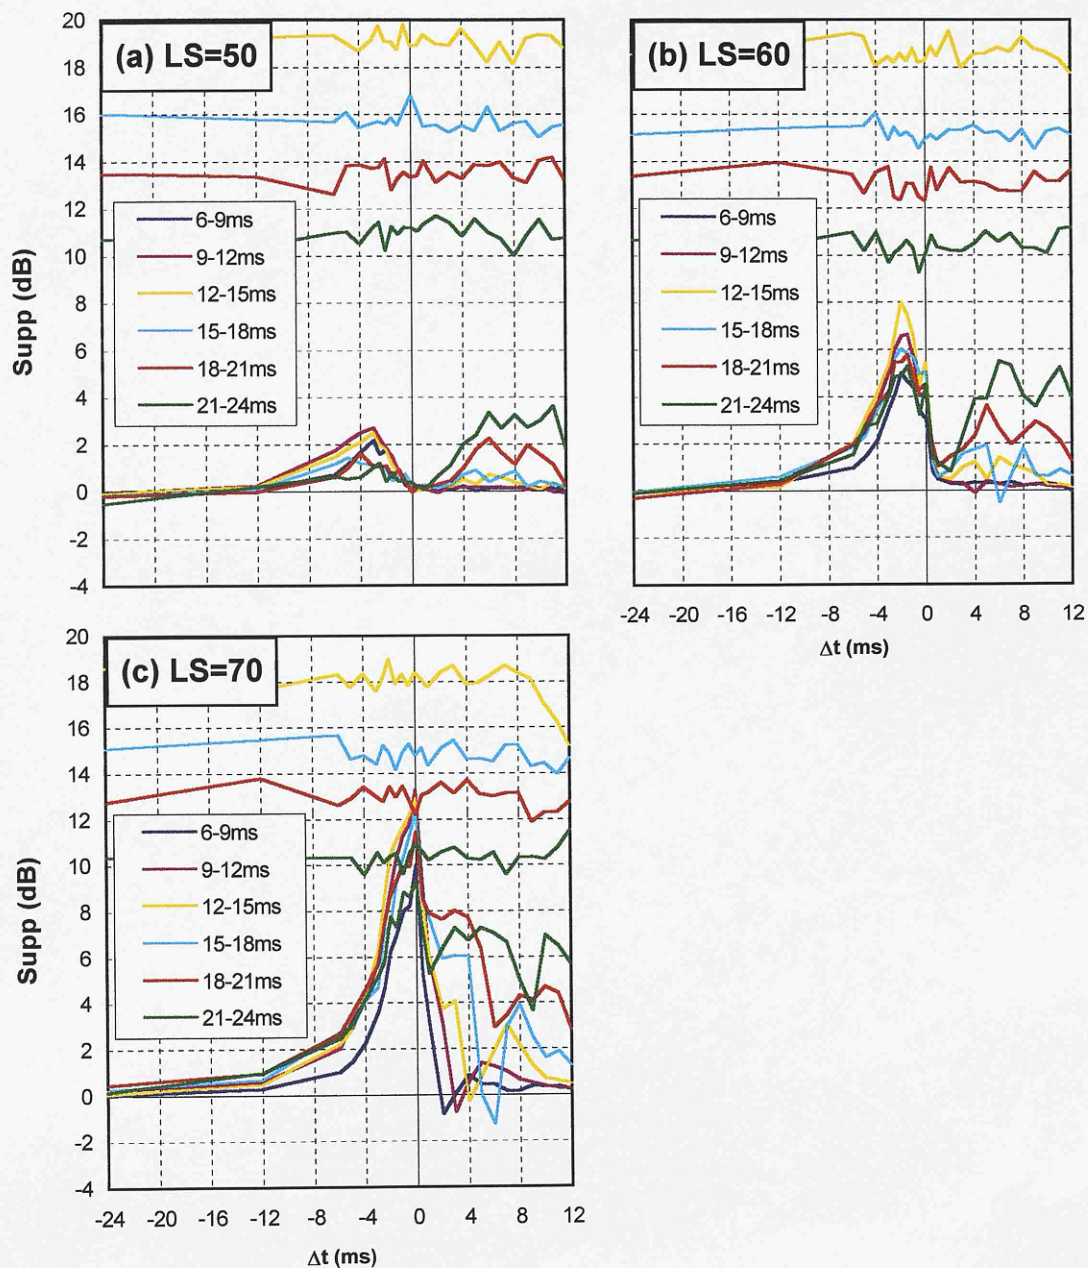 (a) LS=50
20
18
16
14
12
10
8
6
4
2
0
-2
-4
Supp (dB)
6-9ms
9-12ms
12-15ms
15-18ms
18-21ms
21-24ms
(b) LS=60
6-9ms
9-12ms
12-15ms
15-18ms
18-21ms
21-24ms
-24 -20 -16 -12 -8 -4 0 4 8 12
Δt (ms)
(c) LS=70
20
18
16
14
12
10
8
6
4
2
0
-2
-4
Supp (dB)
6-9ms
9-12ms
12-15ms
15-18ms
18-21ms
21-24ms
-24 -20 -16 -12 -8 -4 0 4 8 12
Δt (ms)